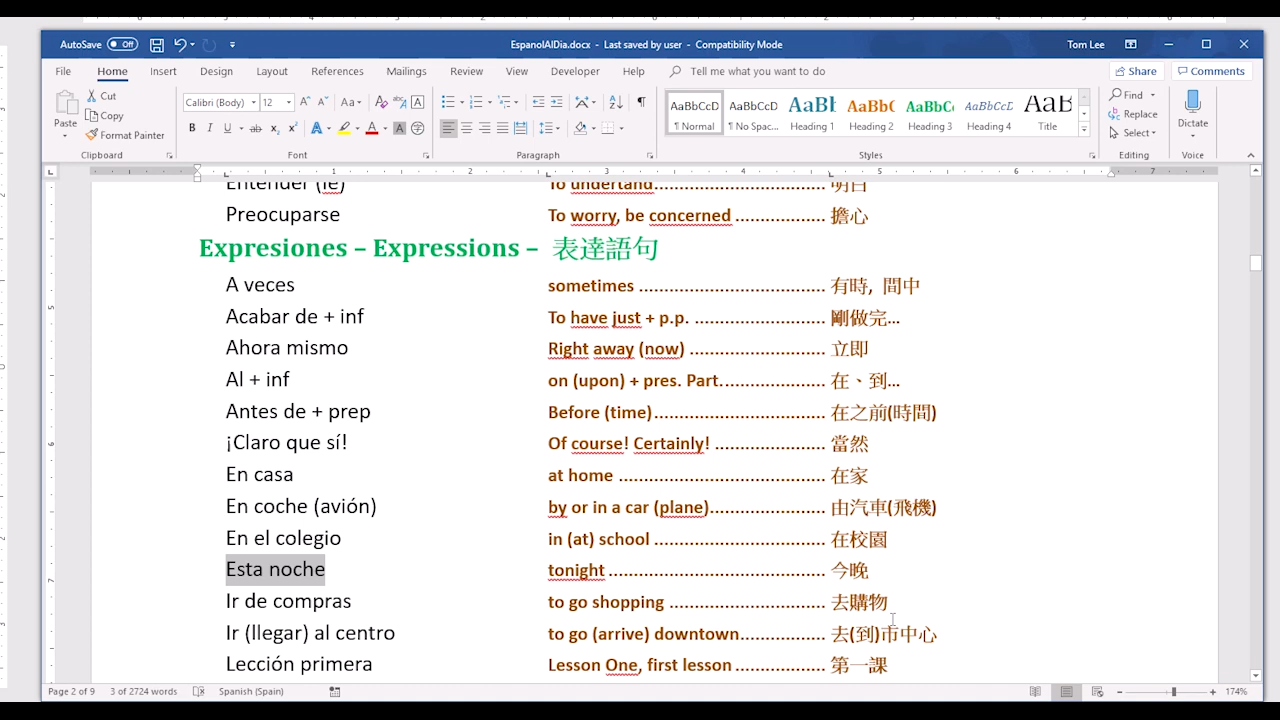 AutoSave Off EspanolAlDia.docx - Last saved by user - Compatibility Mode Tom Lee
File Home Insert Design Layout References Mailings Review View Developer Help Tell me what you want to do Share Comments
Paste Cut Copy Format Painter
Calibri (Body) 12
AaBbCcD AaBbCcD AaBb AaBbC AaBbCc AaBbCcD AaB
¶ Normal ¶ No Spac... Heading 1 Heading 2 Heading 3 Heading 4 Title
Find Replace Select Dictate
Clipboard Font Paragraph Styles Editing Voice
Entender (ie) To undertand 明白
Preocuparse To worry, be concerned 擔心
Expresiones – Expressions – 表達語句
A veces sometimes 有時, 間中
Acabar de + inf To have just + p.p. 剛做完...
Ahora mismo Right away (now) 立即
Al + inf on (upon) + pres. Part. 在、到...
Antes de + prep Before (time) 在之前(時間)
¡Claro que sí! Of course! Certainly! 當然
En casa at home 在家
En coche (avión) by or in a car (plane) 由汽車(飛機)
En el colegio in (at) school 在校園
Esta noche tonight 今晚
Ir de compras to go shopping 去購物
Ir (llegar) al centro to go (arrive) downtown 去(到)市中心
Lección primera Lesson One, first lesson 第一課
Page 2 of 9 3 of 2724 words Spanish (Spain) 174%